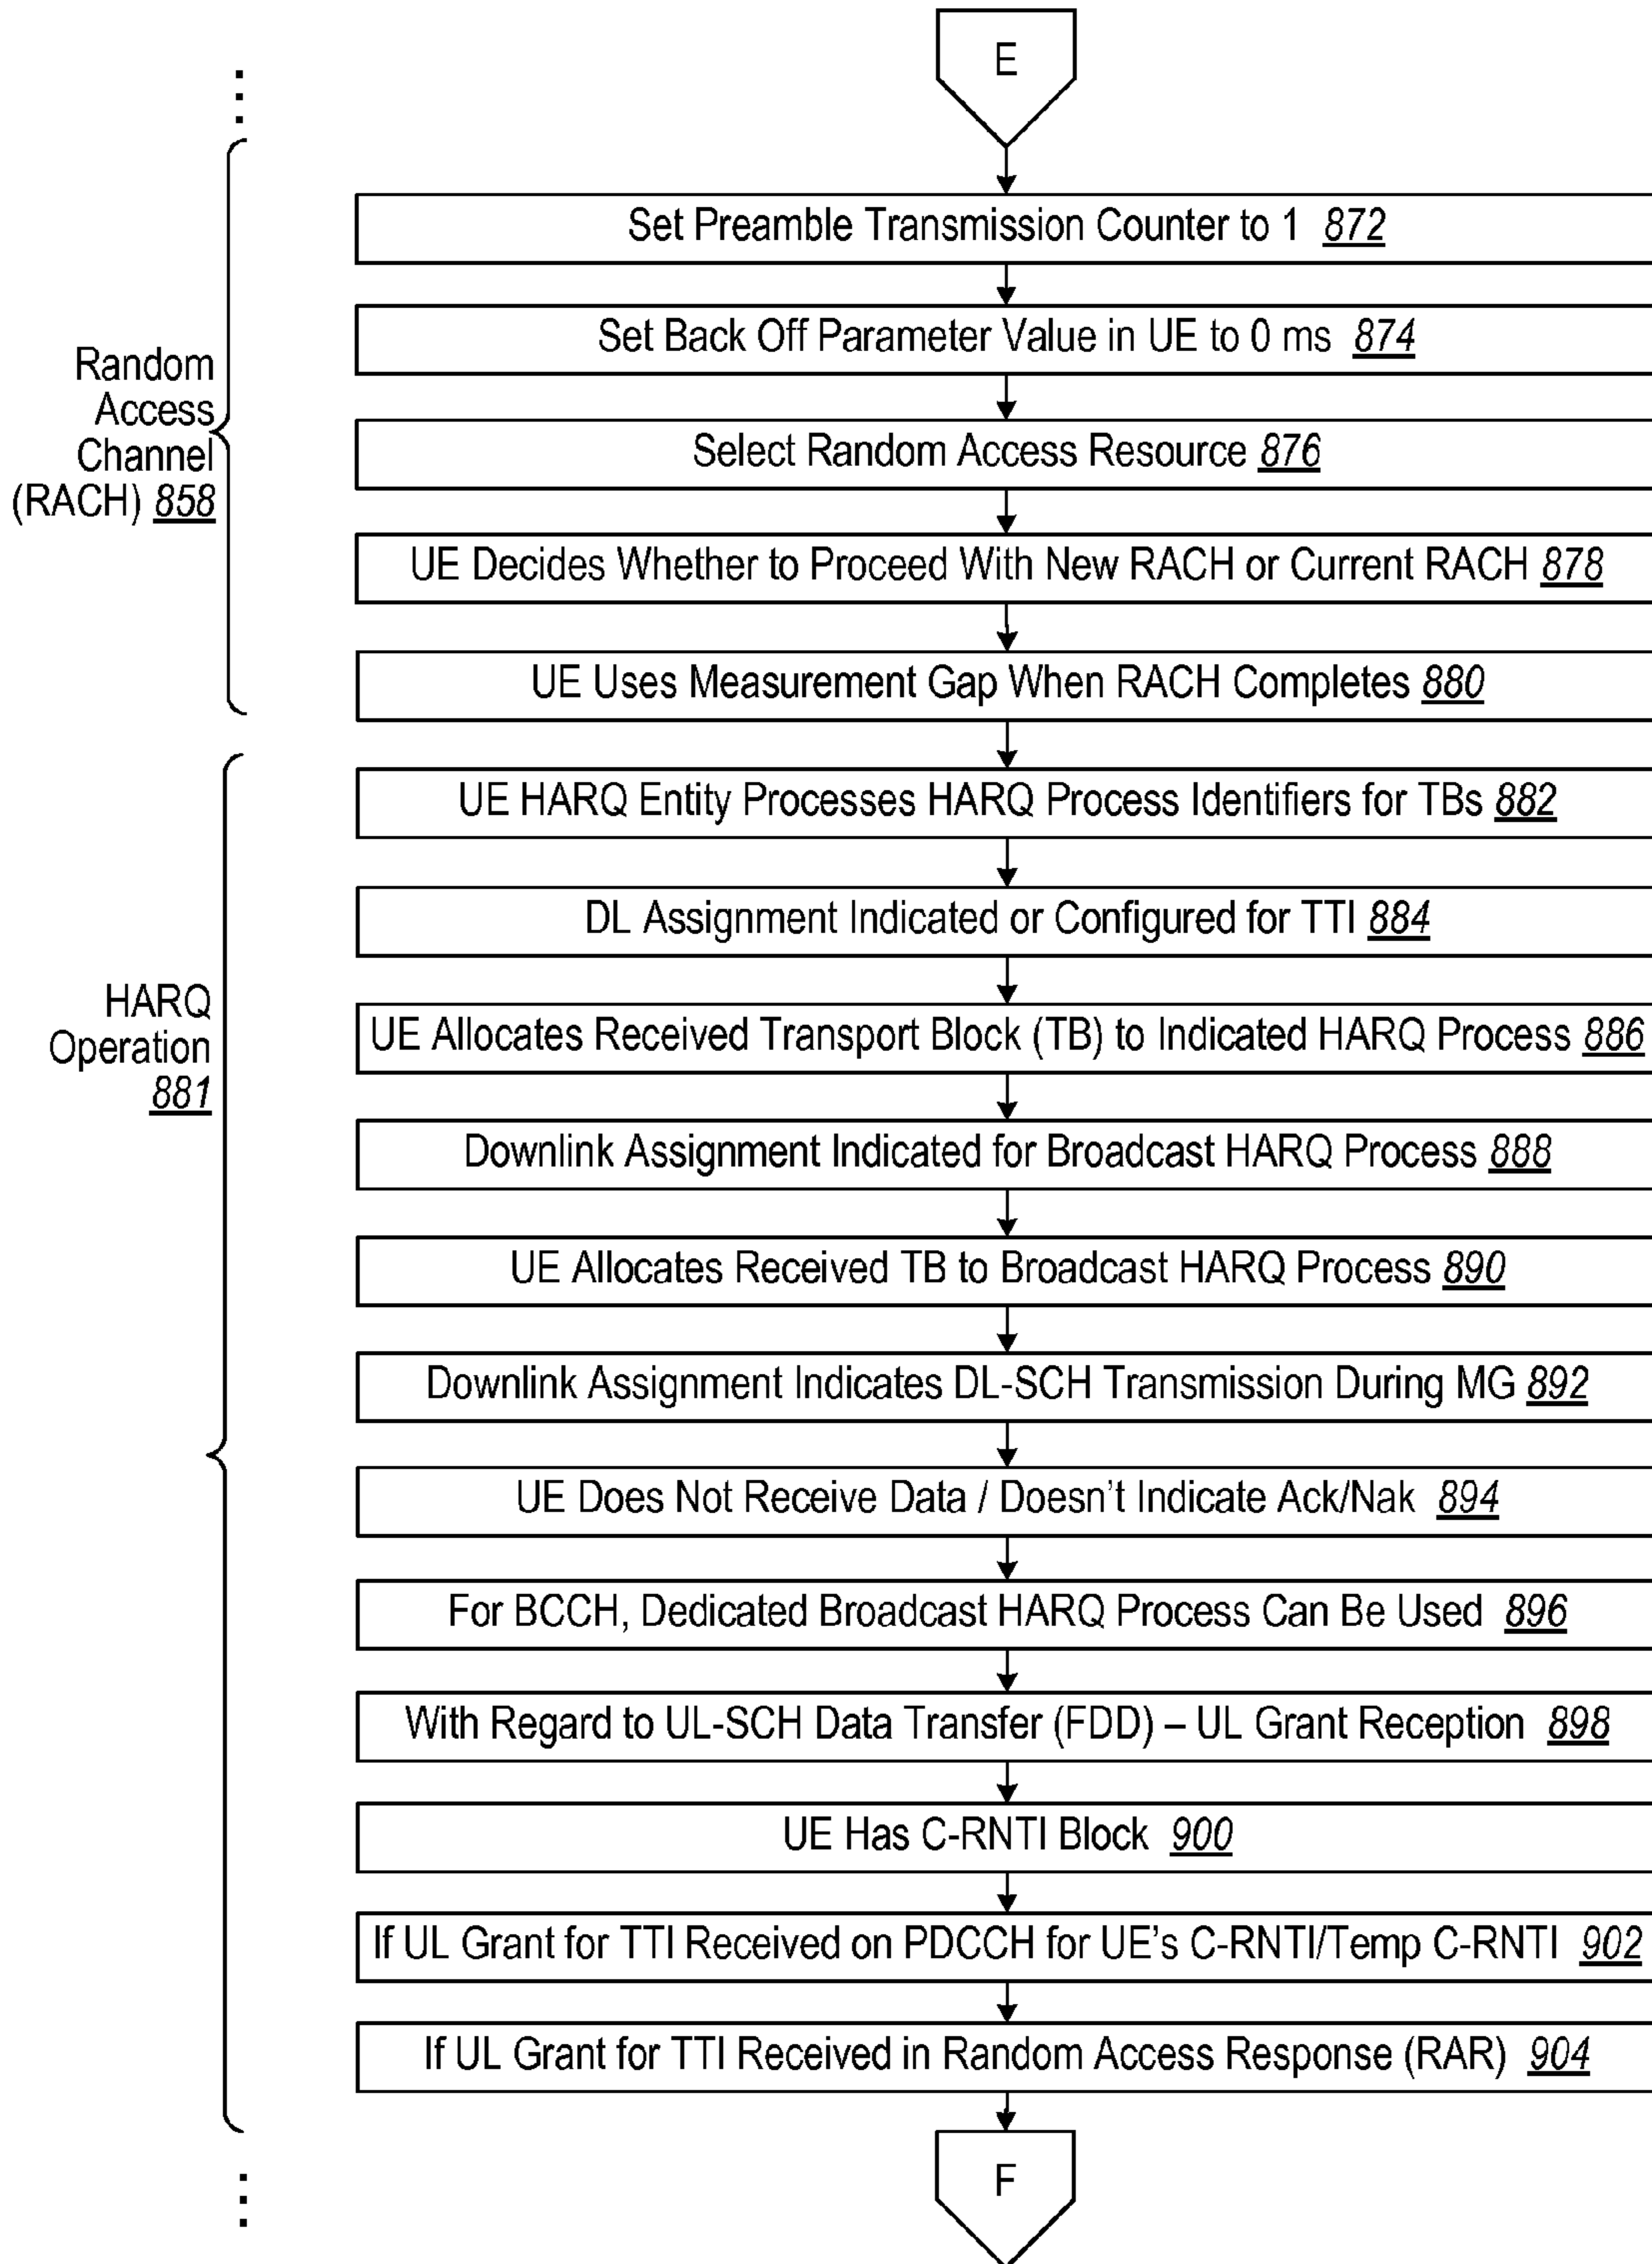 E
Random
Access
Channel
(RACH) 858
Set Preamble Transmission Counter to 1 872
Set Back Off Parameter Value in UE to 0 ms 874
Select Random Access Resource 876
UE Decides Whether to Proceed With New RACH or Current RACH 878
UE Uses Measurement Gap When RACH Completes 880
HARQ
Operation
881
UE HARQ Entity Processes HARQ Process Identifiers for TBs 882
DL Assignment Indicated or Configured for TTI 884
UE Allocates Received Transport Block (TB) to Indicated HARQ Process 886
Downlink Assignment Indicated for Broadcast HARQ Process 888
UE Allocates Received TB to Broadcast HARQ Process 890
Downlink Assignment Indicates DL-SCH Transmission During MG 892
UE Does Not Receive Data / Doesn't Indicate Ack/Nak 894
For BCCH, Dedicated Broadcast HARQ Process Can Be Used 896
With Regard to UL-SCH Data Transfer (FDD) – UL Grant Reception 898
UE Has C-RNTI Block 900
If UL Grant for TTI Received on PDCCH for UE's C-RNTI/Temp C-RNTI 902
If UL Grant for TTI Received in Random Access Response (RAR) 904
F